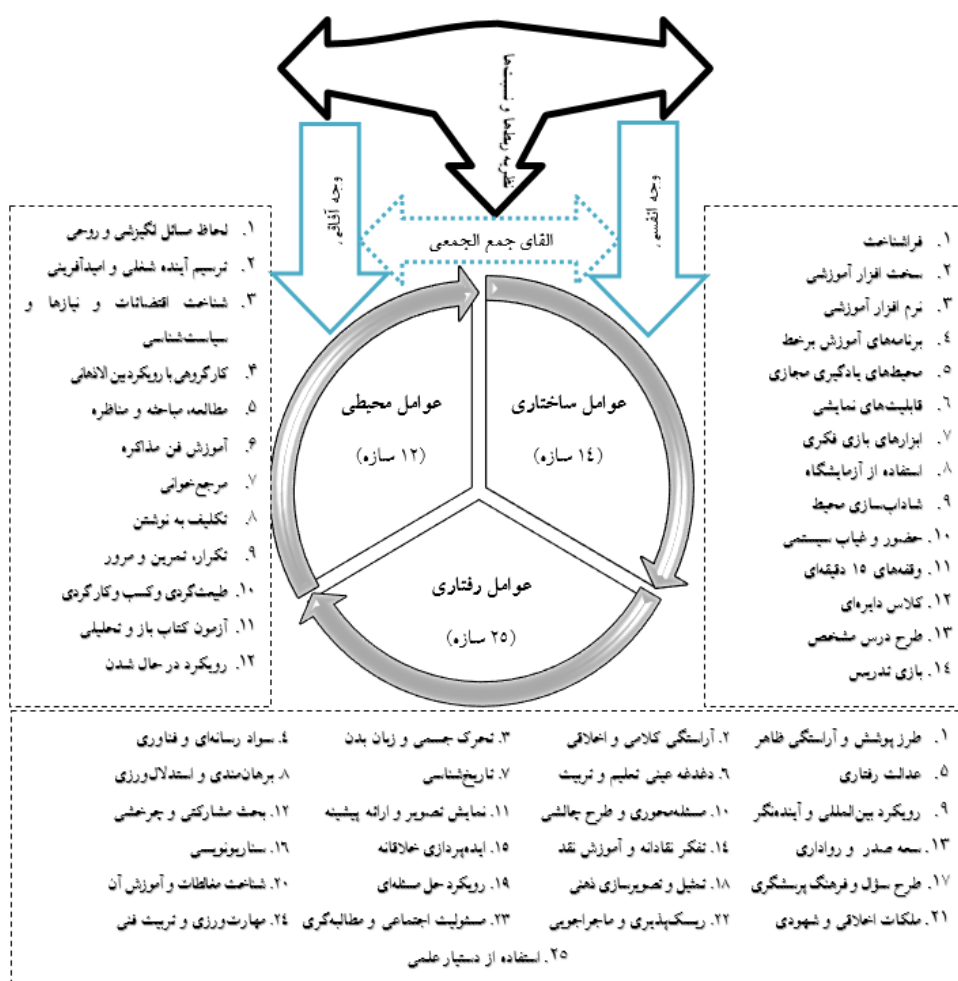 نظریه ربط‌ها و نسبت‌ها
وجه انفسی
وجه آفاقی
القای جمع الجمعی
۱. فراشناخت
۲. سخت افزار آموزشی
۳. نرم افزار آموزشی
۴. برنامه‌های آموزش برخط
۵. محیط‌های یادگیری مجازی
۶. قابلیت‌های نمایشی
۷. ابزارهای بازی فکری
۸. استفاده از آزمایشگاه
۹. شاداب‌سازی محیط
۱۰. حضور و غیاب سیستمی
۱۱. وقفه‌های ۱۵ دقیقه‌ای
۱۲. کلاس دایره‌ای
۱۳. طرح درس مشخص
۱۴. بازی تدریس
عوامل ساختاری
(۱۴ سازه)
عوامل محیطی
(۱۲ سازه)
عوامل رفتاری
(۲۵ سازه)
۱. لحاظ مسائل انگیزشی و روحی
۲. ترسیم آینده شغلی و امیدآفرینی
۳. شناخت اقتضائات و نیازها و
سیاست‌شناسی
۴. کارگروهی با رویکرد بین الاذهانی
۵. مطالعه، مباحثه و مناظره
۶. آموزش فن مذاکره
۷. مرجع‌خوانی
۸. تکلیف به نوشتن
۹. تکرار، تمرین و مرور
۱۰. طبیعت‌گردی وکسب وکارگردی
۱۱. آزمون کتاب باز و تحلیلی
۱۲. رویکرد در حال شدن
۱. طرز پوشش و آراستگی ظاهر ۲. آراستگی کلامی و اخلاقی ۳. تحرک جسمی و زبان بدن ۴. سواد رسانه‌ای و فناوری
۵. عدالت رفتاری ۶. دغدغه عینی تعلیم و تربیت ۷. تاریخ‌شناسی ۸. برهان‌مندی و استدلال‌ورزی
۹. رویکرد بین‌المللی و آینده‌نگر ۱۰. مسئله‌محوری و طرح چالشی ۱۱. نمایش تصویر و ارائه پیشینه ۱۲. بحث مشارکتی و چرخشی
۱۳. سعه صدر و رواداری ۱۴. تفکر نقادانه و آموزش نقد ۱۵. ایده‌پردازی خلاقانه ۱۶. سناریونویسی
۱۷. طرح سؤال و فرهنگ پرسشگری ۱۸. تمثیل و تصویرسازی ذهنی ۱۹. رویکرد حل مسئله‌ای ۲۰. شناخت مغالطات و آموزش آن
۲۱. ملکات اخلاقی و شهودی ۲۲. ریسک‌پذیری و ماجراجویی ۲۳. مسئولیت اجتماعی و مطالبه‌گری ۲۴. مهارت‌ورزی و تربیت فنی
۲۵. استفاده از دستیار علمی